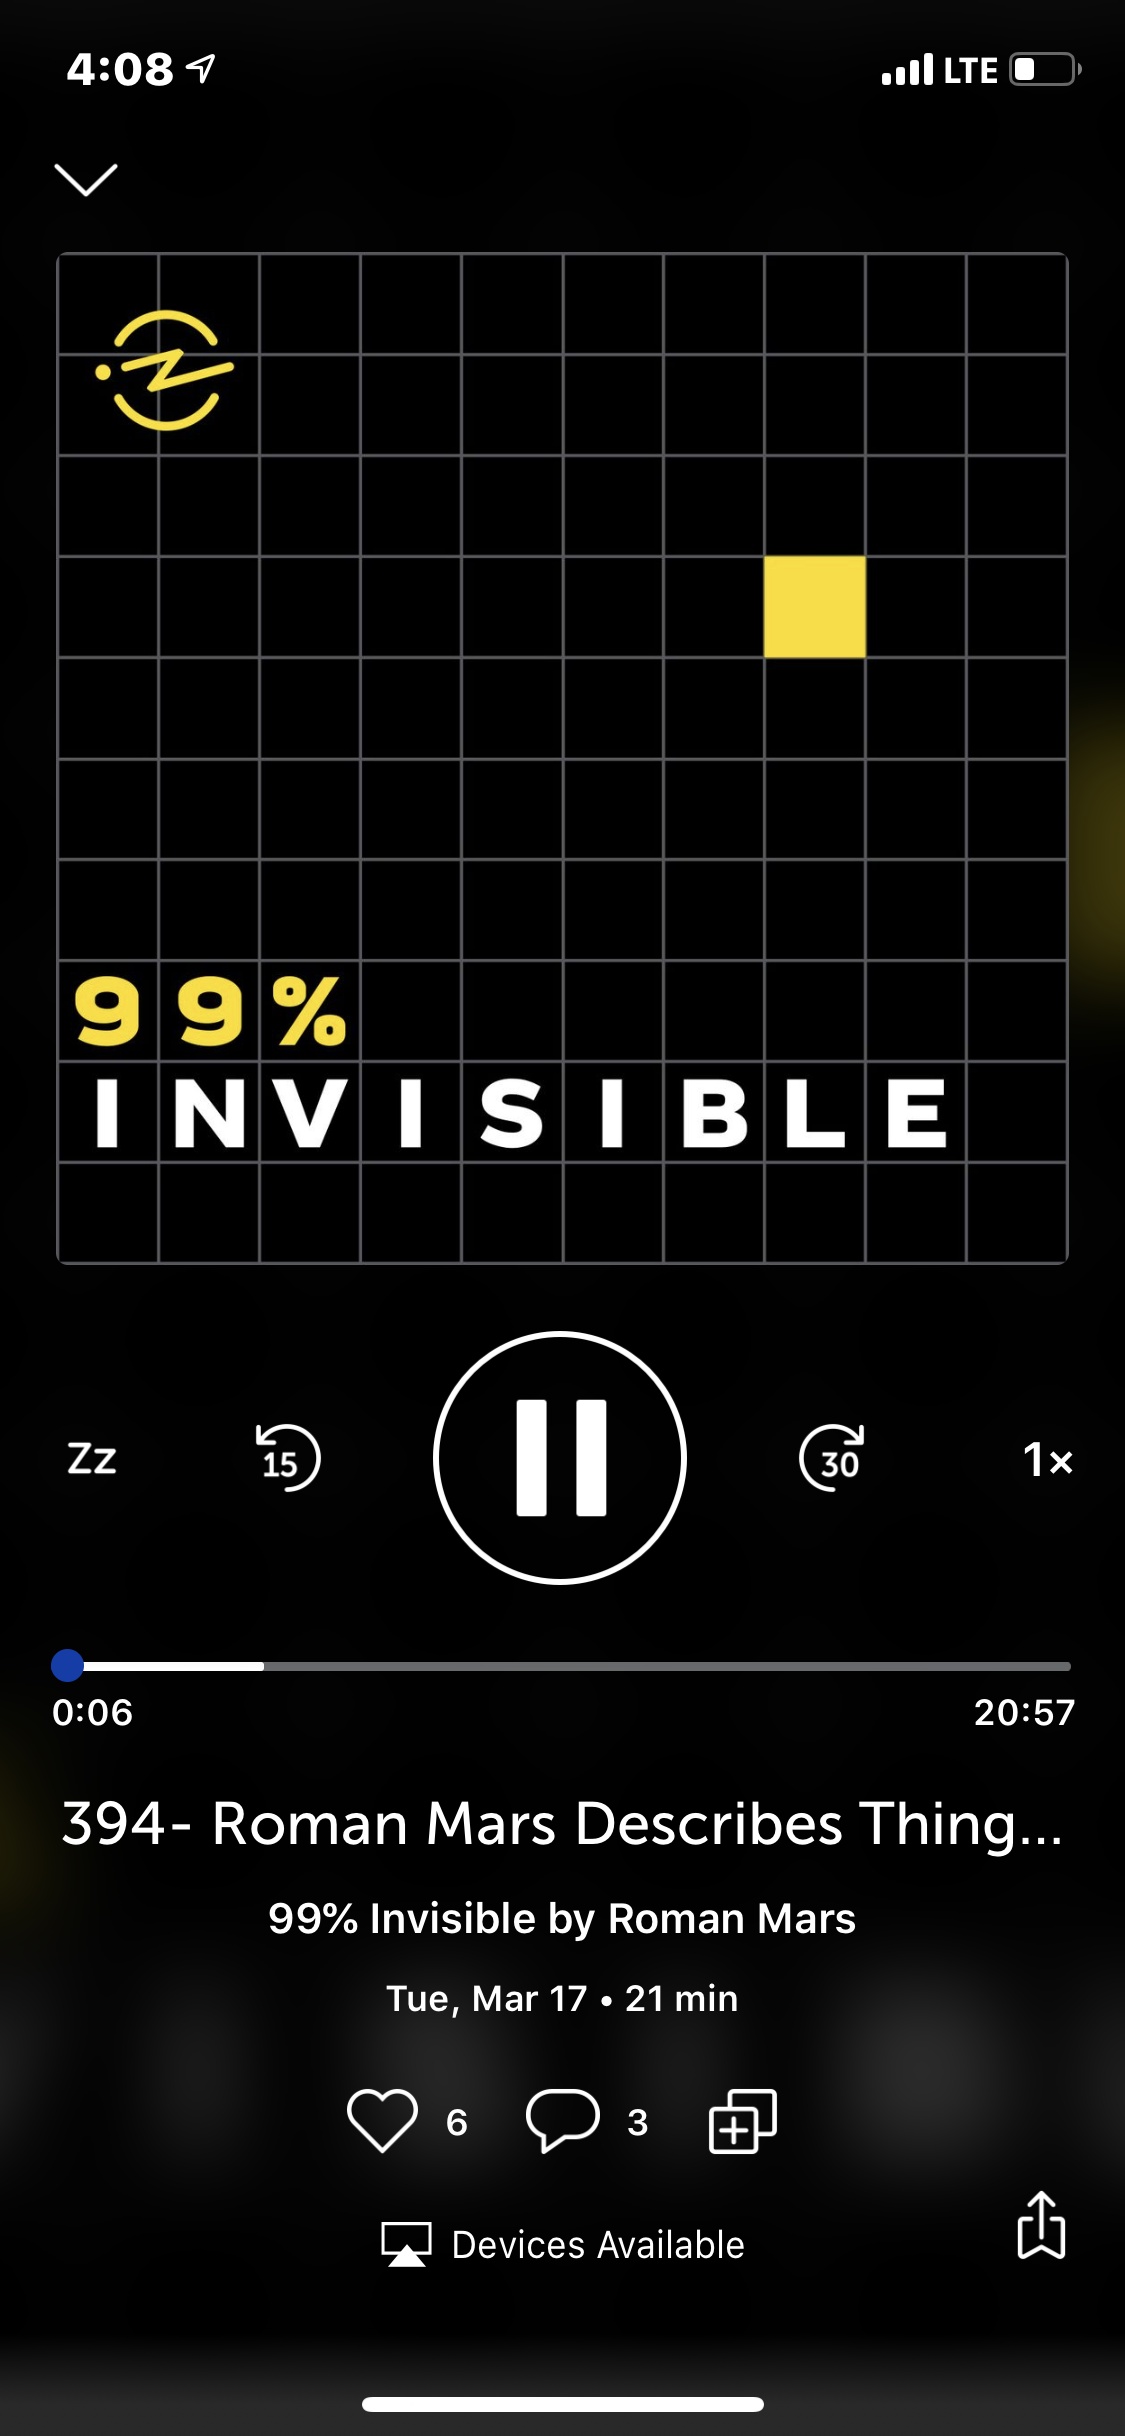 4:08 LTE
99%
INVISIBLE
Zz 15 30 1×
0:06 20:57
394- Roman Mars Describes Thing...
99% Invisible by Roman Mars
Tue, Mar 17 • 21 min
6 3
Devices Available